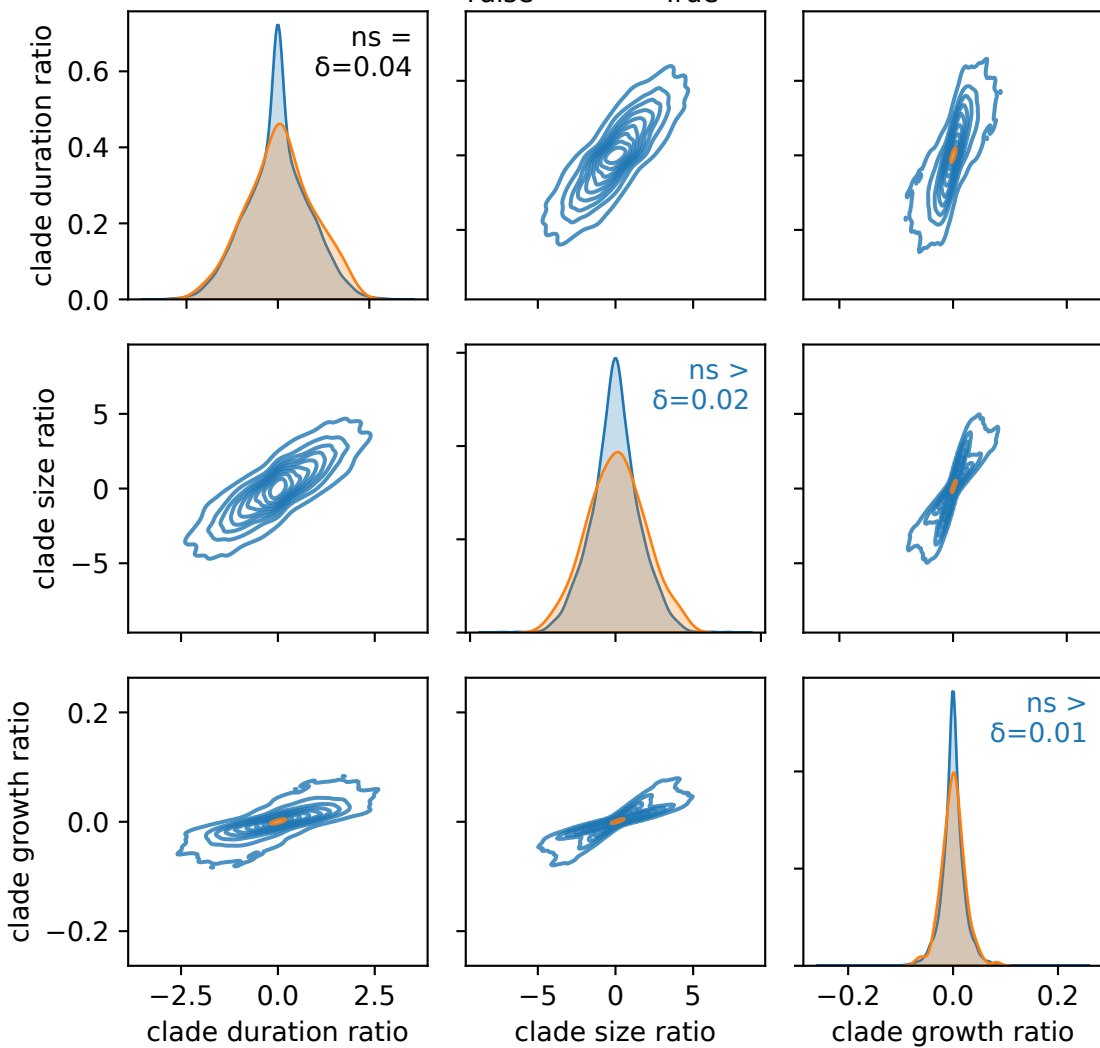 ns =
δ=0.04
clade duration ratio
0.6
0.4
0.2
0.0
ns >
δ=0.02
clade size ratio
5
0
−5
ns >
δ=0.01
clade growth ratio
0.2
0.0
−0.2
−2.5 0.0 2.5 −5 0 5 −0.2 0.0 0.2
clade duration ratio clade size ratio clade growth ratio